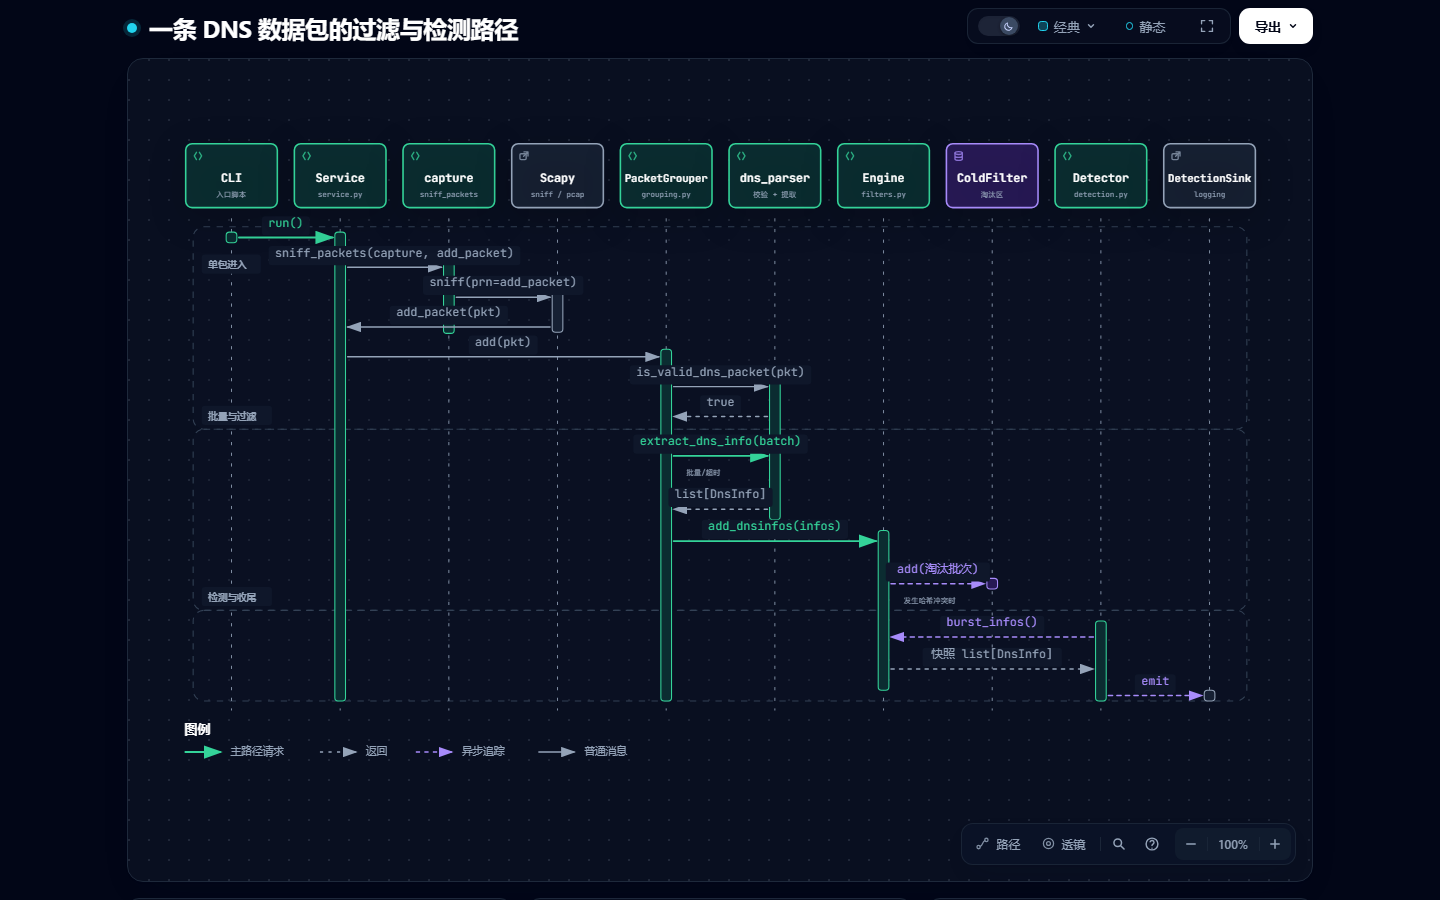 一条 DNS 数据包的过滤与检测路径
经典
静态
导出
CLI
入口脚本
Service
service.py
capture
sniff_packets
Scapy
sniff / pcap
PacketGrouper
grouping.py
dns_parser
校验 + 提取
Engine
filters.py
ColdFilter
淘汰区
Detector
detection.py
DetectionSink
logging
run()
sniff_packets(capture, add_packet)
单包进入
sniff(prn=add_packet)
add_packet(pkt)
add(pkt)
is_valid_dns_packet(pkt)
true
批量与过滤
extract_dns_info(batch)
批量/超时
list[DnsInfo]
add_dnsinfos(infos)
add(淘汰批次)
检测与收尾
发生哈希冲突时
burst_infos()
快照 list[DnsInfo]
emit
图例
主路径请求
返回
异步追踪
普通消息
路径
透镜
100%